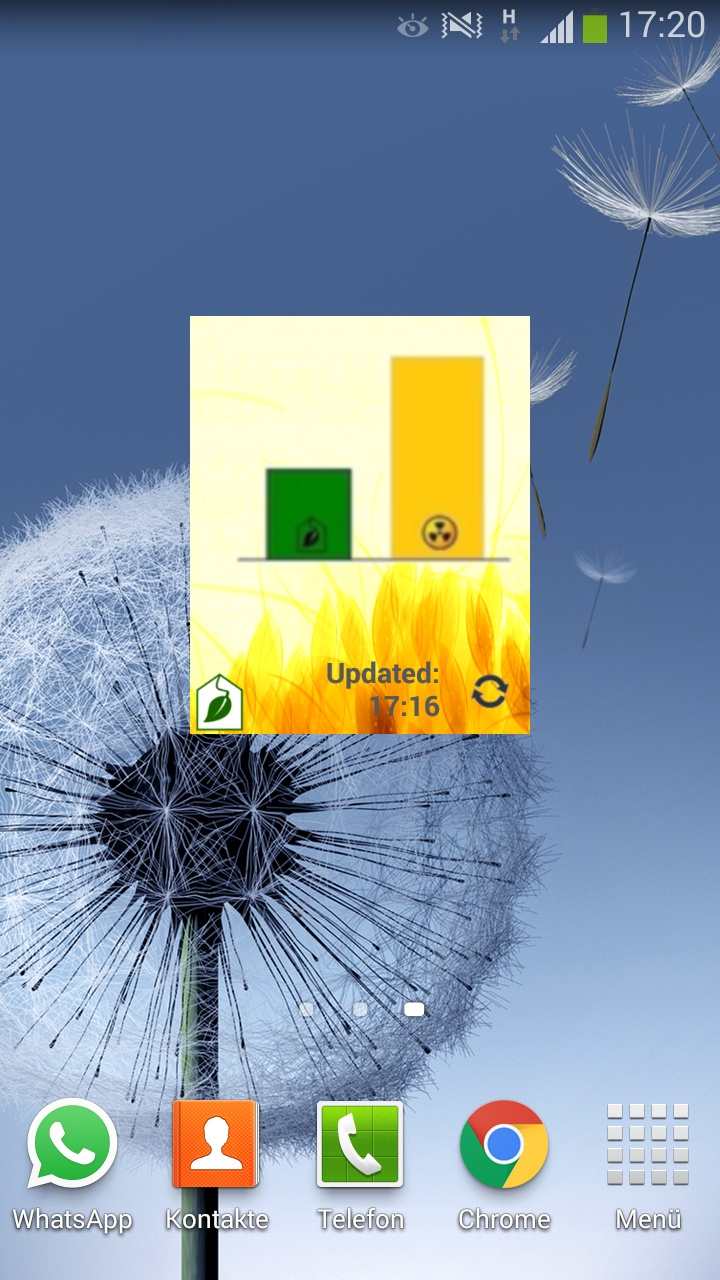 H 17:20
Updated:
17:16
WhatsApp Kontakte Telefon Chrome Menü